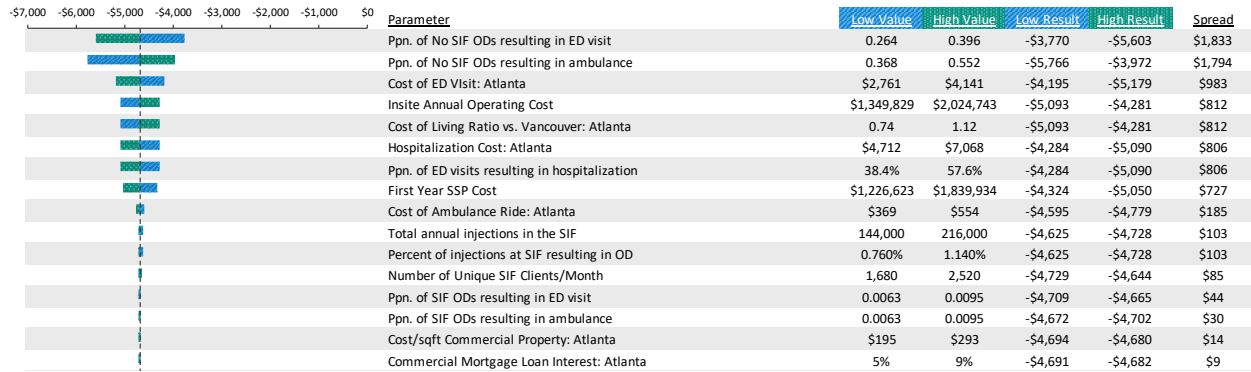 -$7,000 -$6,000 -$5,000 -$4,000 -$3,000 -$2,000 -$1,000 $0
Parameter Low Value High Value Low Result High Result Spread
Ppn. of No SIF ODs resulting in ED visit 0.264 0.396 -$3,770 -$5,603 $1,833
Ppn. of No SIF ODs resulting in ambulance 0.368 0.552 -$5,766 -$3,972 $1,794
Cost of ED VIsit: Atlanta $2,761 $4,141 -$4,195 -$5,179 $983
Insite Annual Operating Cost $1,349,829 $2,024,743 -$5,093 -$4,281 $812
Cost of Living Ratio vs. Vancouver: Atlanta 0.74 1.12 -$5,093 -$4,281 $812
Hospitalization Cost: Atlanta $4,712 $7,068 -$4,284 -$5,090 $806
Ppn. of ED visits resulting in hospitalization 38.4% 57.6% -$4,284 -$5,090 $806
First Year SSP Cost $1,226,623 $1,839,934 -$4,324 -$5,050 $727
Cost of Ambulance Ride: Atlanta $369 $554 -$4,595 -$4,779 $185
Total annual injections in the SIF 144,000 216,000 -$4,625 -$4,728 $103
Percent of injections at SIF resulting in OD 0.760% 1.140% -$4,625 -$4,728 $103
Number of Unique SIF Clients/Month 1,680 2,520 -$4,729 -$4,644 $85
Ppn. of SIF ODs resulting in ED visit 0.0063 0.0095 -$4,709 -$4,665 $44
Ppn. of SIF ODs resulting in ambulance 0.0063 0.0095 -$4,672 -$4,702 $30
Cost/sqft Commercial Property: Atlanta $195 $293 -$4,694 -$4,680 $14
Commercial Mortgage Loan Interest: Atlanta 5% 9% -$4,691 -$4,682 $9